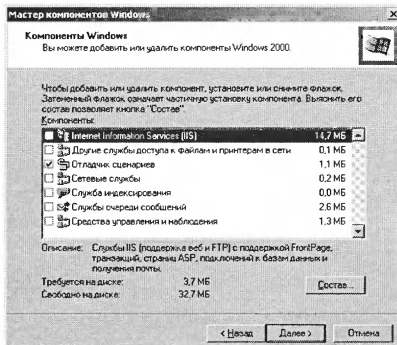 Мастер компонентов Windows
Компоненты Windows
Вы можете добавить или удалить компоненты Windows 2000.
Чтобы добавить или удалить компонент, установите или снимите флажок.
Затененный флажок означает частичную установку компонента. Выяснить его
состав позволяет кнопка "Состав".
Компоненты:
Internet Information Services (IIS) 14,7 МБ
Другие службы доступа к файлам и принтерам в сети 0,1 МБ
Отладчик сценариев 1,1 МБ
Сетевые службы 0,2 МБ
Служба индексирования 0,0 МБ
Службы очереди сообщений 2,6 МБ
Средства управления и наблюдения 1,3 МБ
Описание: Службы IIS (поддержка веб и FTP) с поддержкой FrontPage,
транзакций, страниц ASP, подключений к базам данных и
получения почты.
Требуется на диске: 3,7 МБ
Состав...
Свободно на диске: 32,7 МБ
< Назад Далее > Отмена